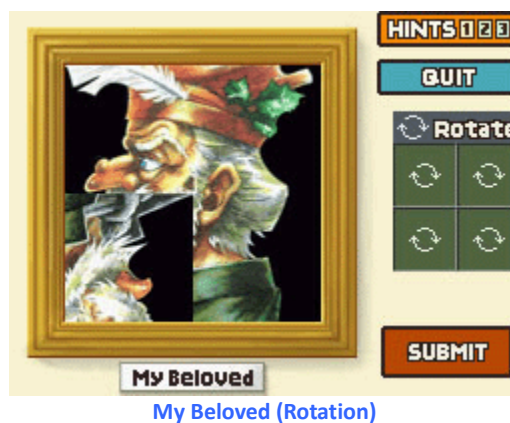 HINTS 1 2 3
QUIT
Rotate
SUBMIT
My Beloved
My Beloved (Rotation)